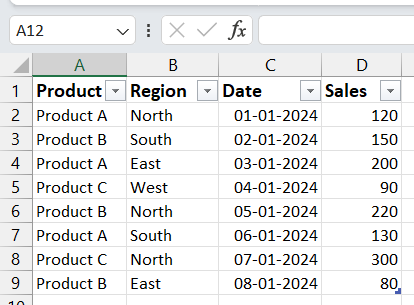 A12 fx
A B C D
1 Product Region Date Sales
2 Product A North 01-01-2024 120
3 Product B South 02-01-2024 150
4 Product A East 03-01-2024 200
5 Product C West 04-01-2024 90
6 Product B North 05-01-2024 220
7 Product A South 06-01-2024 130
8 Product C North 07-01-2024 300
9 Product B East 08-01-2024 80